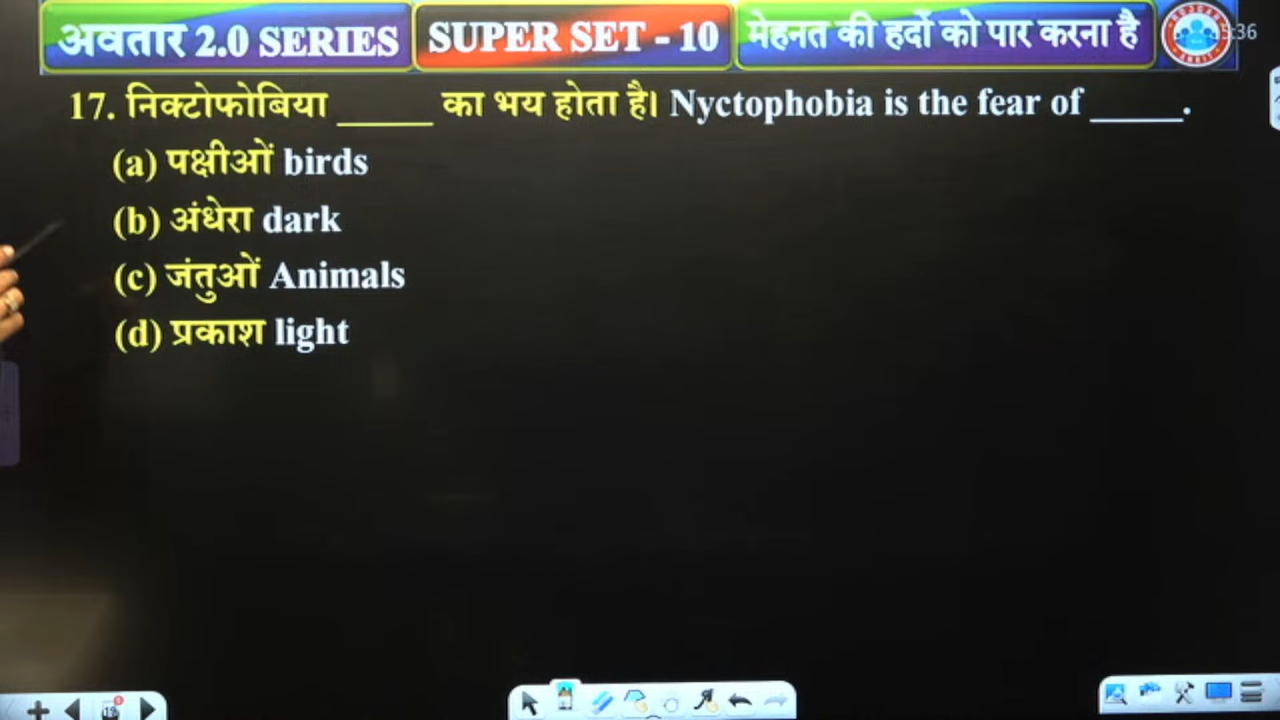 अवतार 2.0 SERIES
SUPER SET - 10
मेहनत की हदों को पार करना है
17. निक्टोफोबिया _____ का भय होता है। Nyctophobia is the fear of _____.
(a) पक्षीओं birds
(b) अंधेरा dark
(c) जंतुओं Animals
(d) प्रकाश light